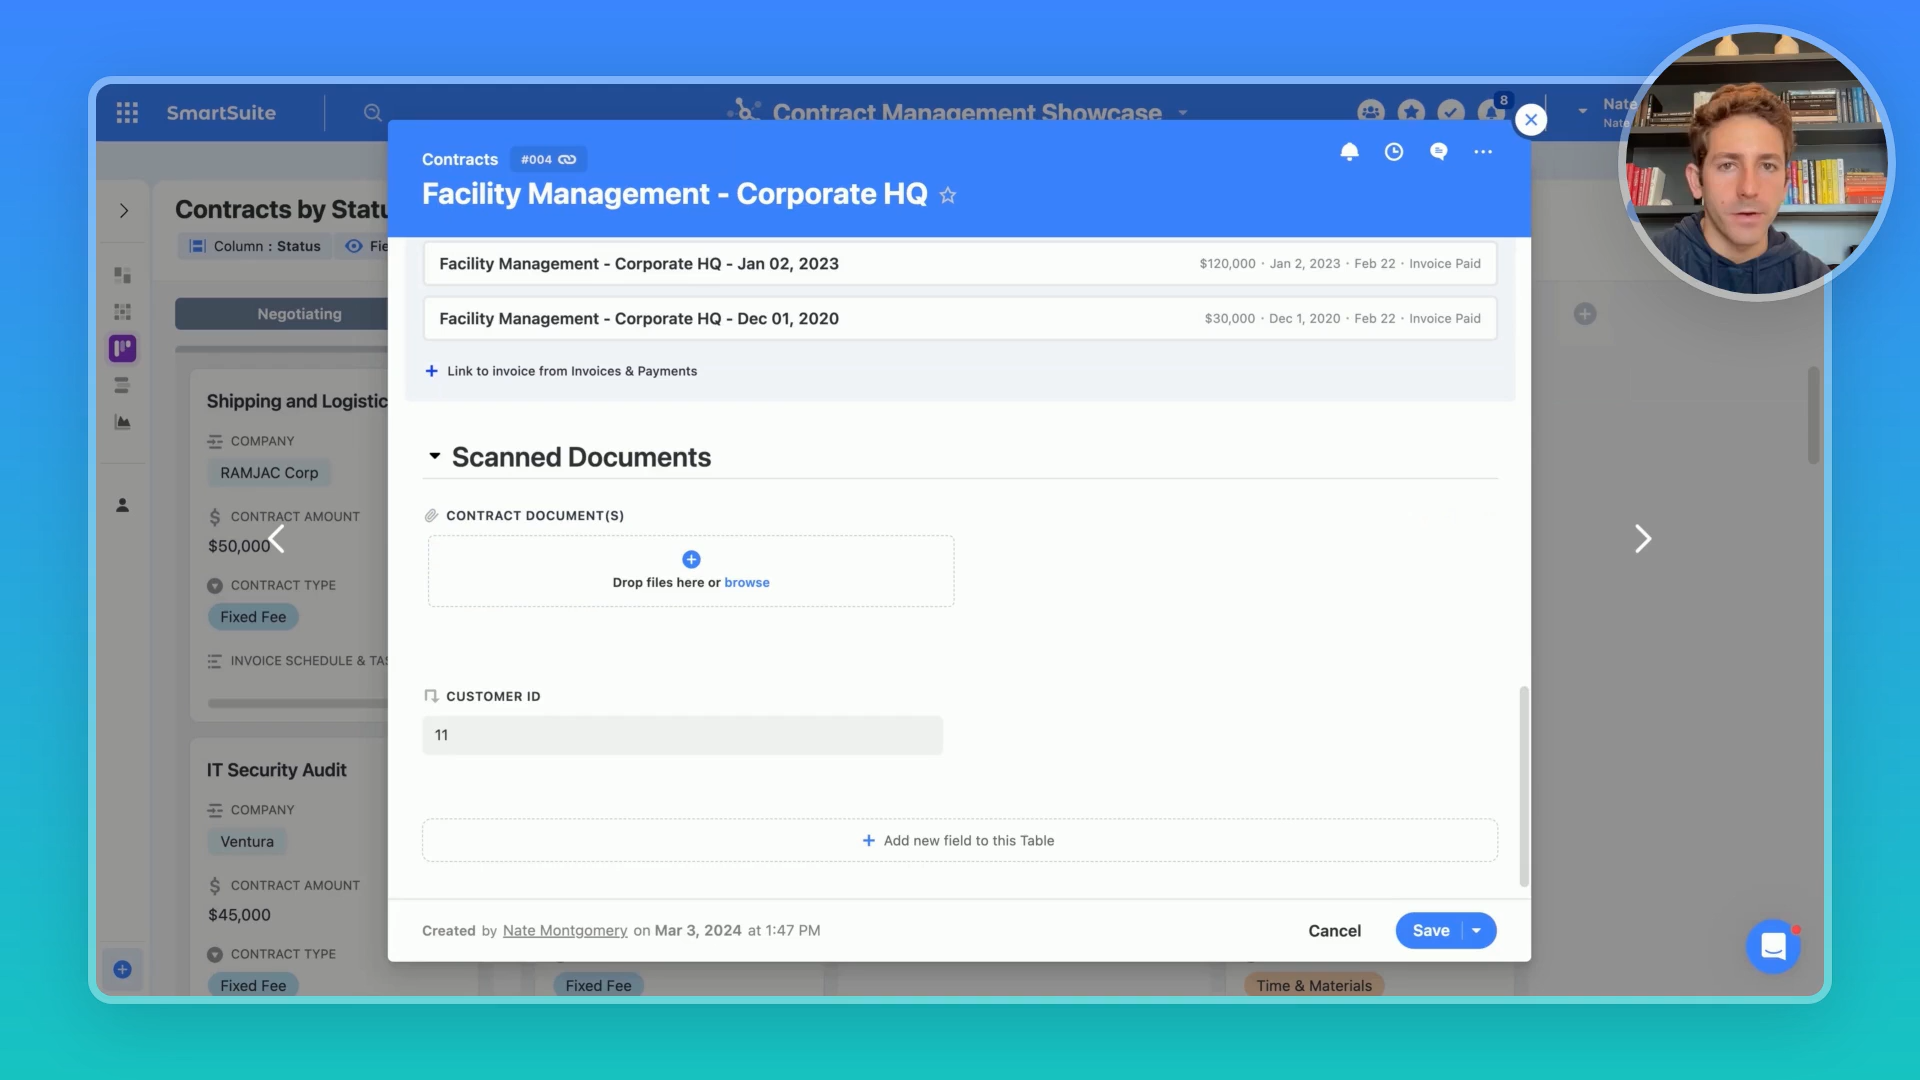 SmartSuite
Contract Management Showcase
8
Nate
Nate
Contracts
#004
Facility Management - Corporate HQ
Contracts by Statu
Column : Status
Fie
Negotiating
Shipping and Logistic
COMPANY
RAMJAC Corp
CONTRACT AMOUNT
$50,000
CONTRACT TYPE
Fixed Fee
INVOICE SCHEDULE & TAS
IT Security Audit
COMPANY
Ventura
CONTRACT AMOUNT
$45,000
CONTRACT TYPE
Fixed Fee
Facility Management - Corporate HQ - Jan 02, 2023
$120,000 · Jan 2, 2023 · Feb 22 · Invoice Paid
Facility Management - Corporate HQ - Dec 01, 2020
$30,000 · Dec 1, 2020 · Feb 22 · Invoice Paid
Link to invoice from Invoices & Payments
Scanned Documents
CONTRACT DOCUMENT(S)
Drop files here or browse
CUSTOMER ID
11
Add new field to this Table
Created by Nate Montgomery on Mar 3, 2024 at 1:47 PM
Cancel
Save
Fixed Fee
Time & Materials